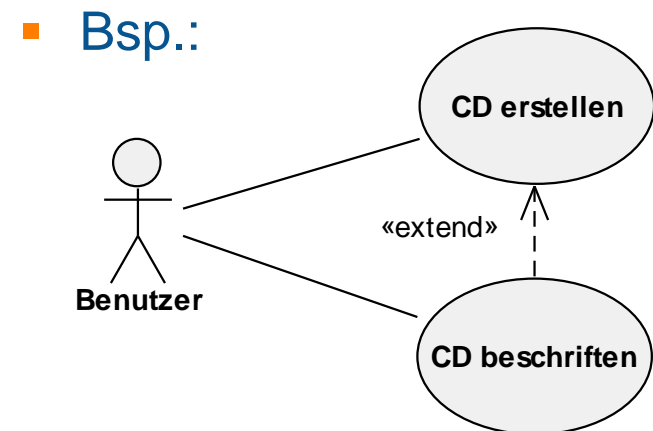 Bsp.:
CD erstellen
«extend»
Benutzer
CD beschriften